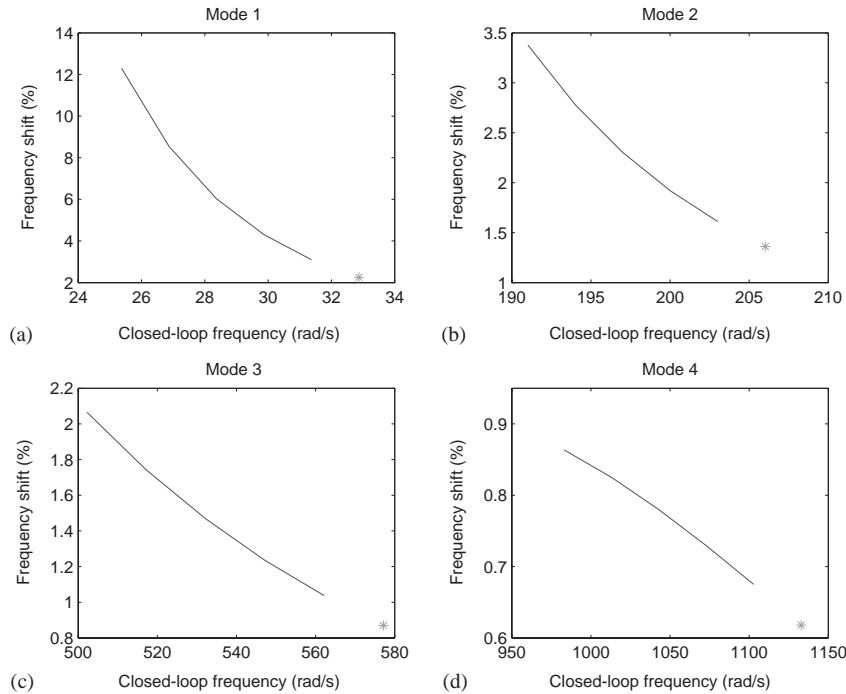 Mode 1
14
12
10
8
6
4
2
24 26 28 30 32 34
Frequency shift (%)
Closed-loop frequency (rad/s)
(a)
Mode 2
3.5
3
2.5
2
1.5
1
190 195 200 205 210
Frequency shift (%)
Closed-loop frequency (rad/s)
(b)
Mode 3
2.2
2
1.8
1.6
1.4
1.2
1
0.8
500 520 540 560 580
Frequency shift (%)
Closed-loop frequency (rad/s)
(c)
Mode 4
0.9
0.8
0.7
0.6
950 1000 1050 1100 1150
Frequency shift (%)
Closed-loop frequency (rad/s)
(d)